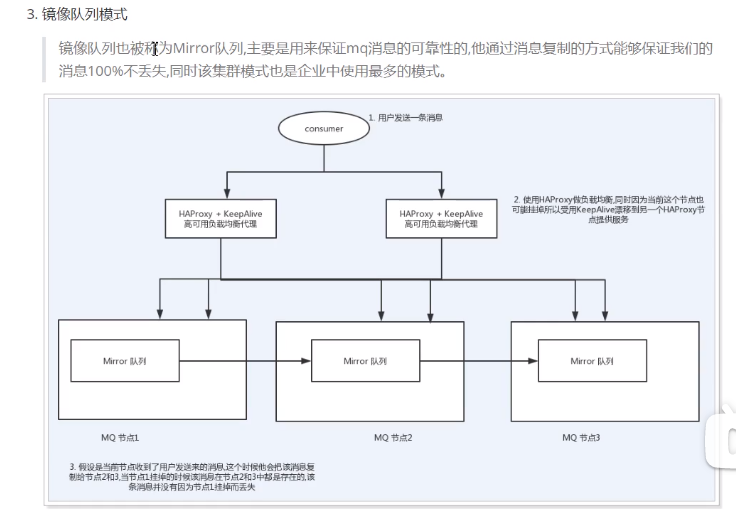 3. 镜像队列模式
镜像队列也被称为Mirror队列,主要是用来保证mq消息的可靠性的,他通过消息复制的方式能够保证我们的
消息100%不丢失,同时该集群模式也是企业中使用最多的模式。
consumer
1. 用户发送一条消息
HAProxy + KeepAlive
高可用负载均衡代理
HAProxy + KeepAlive
高可用负载均衡代理
2. 使用HAProxy做负载均衡,同时因为当前这个节点也
可能挂掉所以受用KeepAlive漂移到另一个HAProxy节
点提供服务
Mirror 队列
Mirror 队列
Mirror 队列
MQ 节点1
MQ 节点2
MQ 节点3
3. 假设是当前节点收到了用户发送来的消息,这个时候他会把该消息复
制给节点2和3,当节点1挂掉的时候该消息在节点2和3中都是存在的,该
条消息并没有因为节点1挂掉而丢失